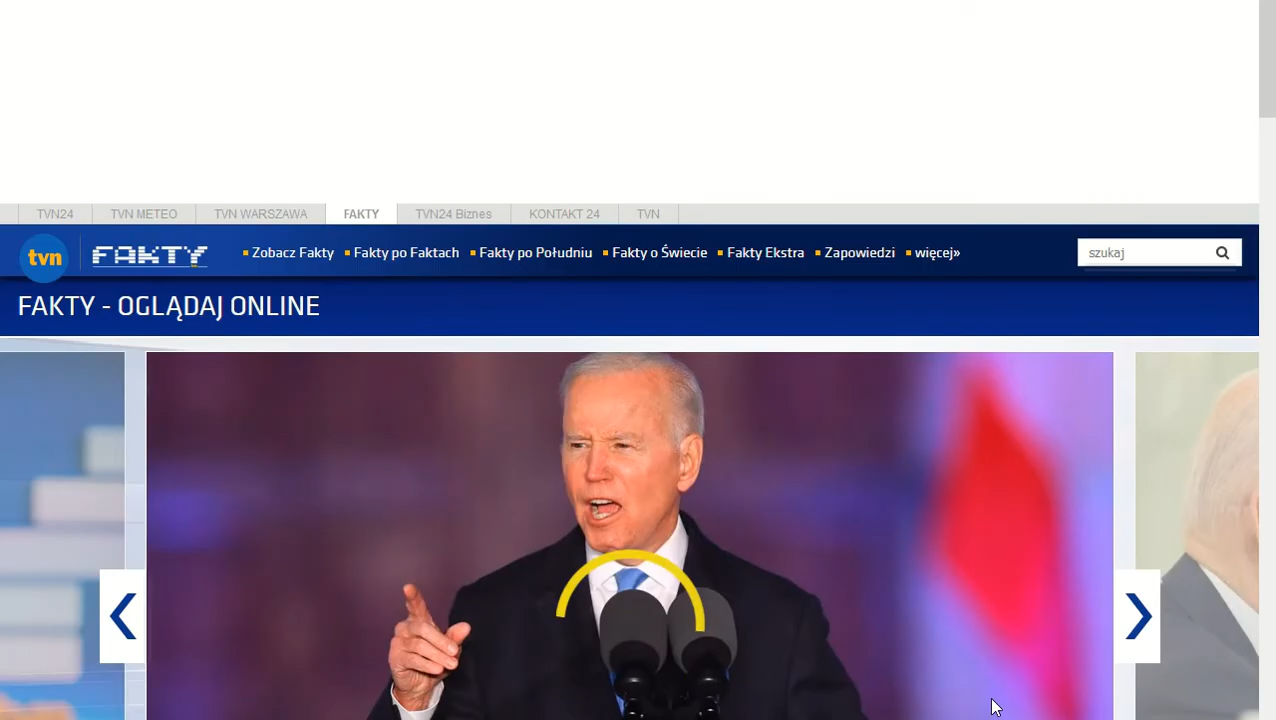 TVN24 TVN METEO TVN WARSZAWA FAKTY TVN24 Biznes KONTAKT 24 TVN
tvn FAKTY Zobacz Fakty Fakty po Faktach Fakty po Południu Fakty o Świecie Fakty Ekstra Zapowiedzi więcej» szukaj
FAKTY - OGLĄDAJ ONLINE